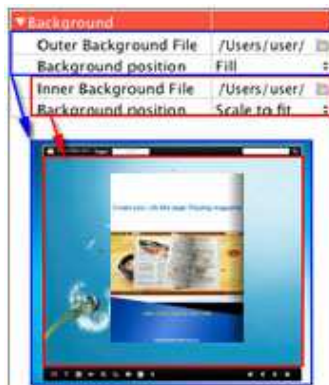 Background
Outer Background File /Users/user/
Background position Fill
Inner Background File /Users/user/
Background position Scale to fit